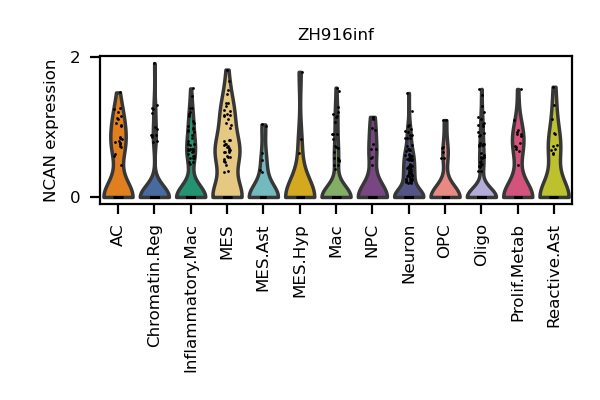 ZH916inf
NCAN expression
2
0
AC
Chromatin.Reg
Inflammatory.Mac
MES
MES.Ast
MES.Hyp
Mac
NPC
Neuron
OPC
Oligo
Prolif.Metab
Reactive.Ast